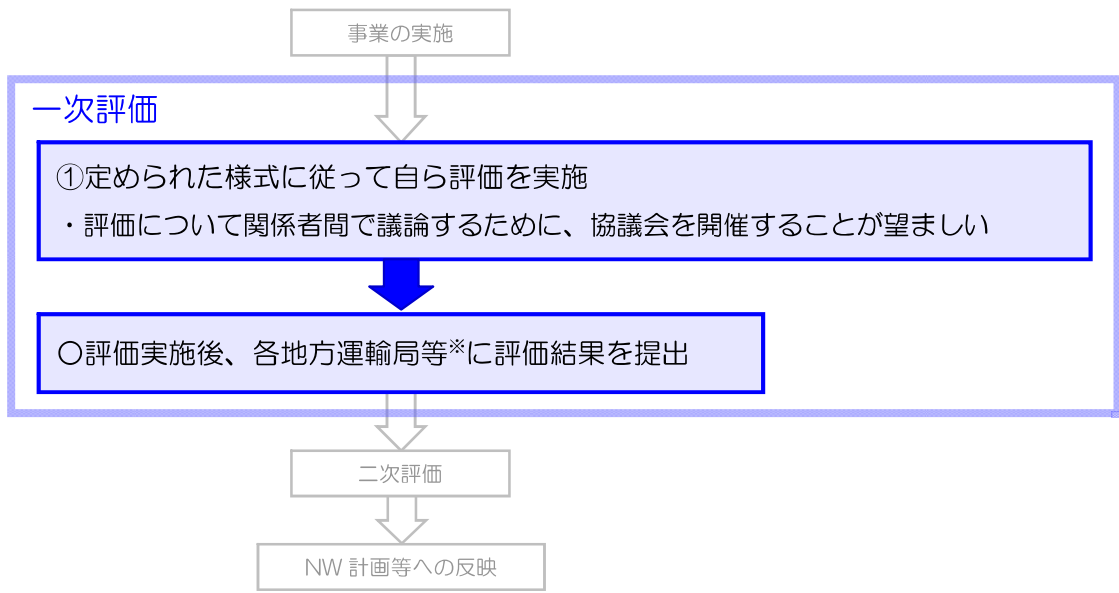 事業の実施
一次評価
①定められた様式に従って自ら評価を実施
・評価について関係者間で議論するために、協議会を開催することが望ましい
〇評価実施後、各地方運輸局等※に評価結果を提出
二次評価
NW 計画等への反映